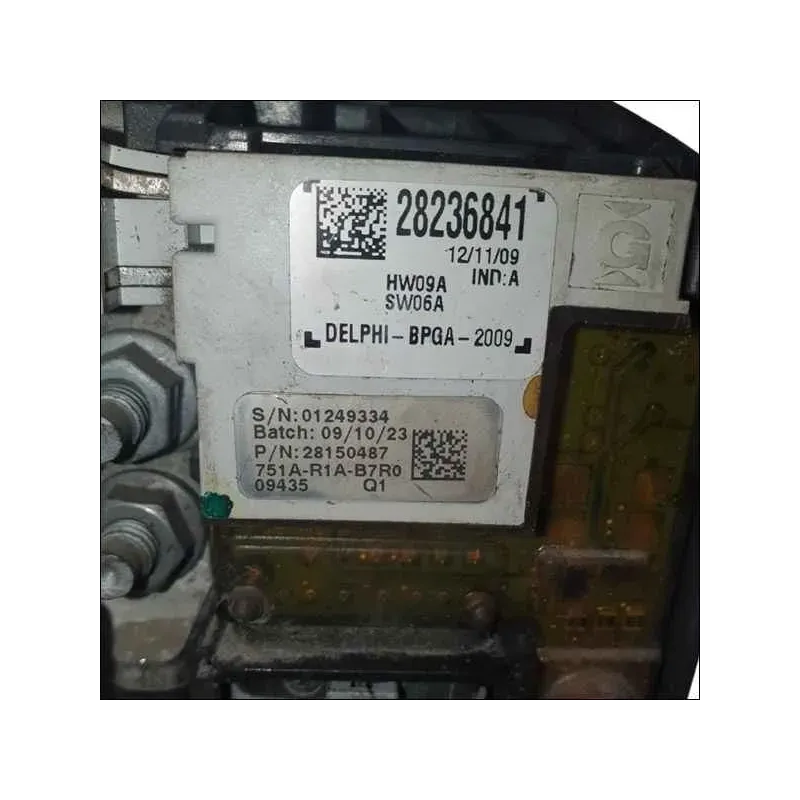 28236841
12/11/09
HW09A IND:A
SW06A
DELPHI-BPGA-2009
S/N:01249334
Batch: 09/10/23
P/N:28150487
751A-R1A-B7R0
09435 Q1